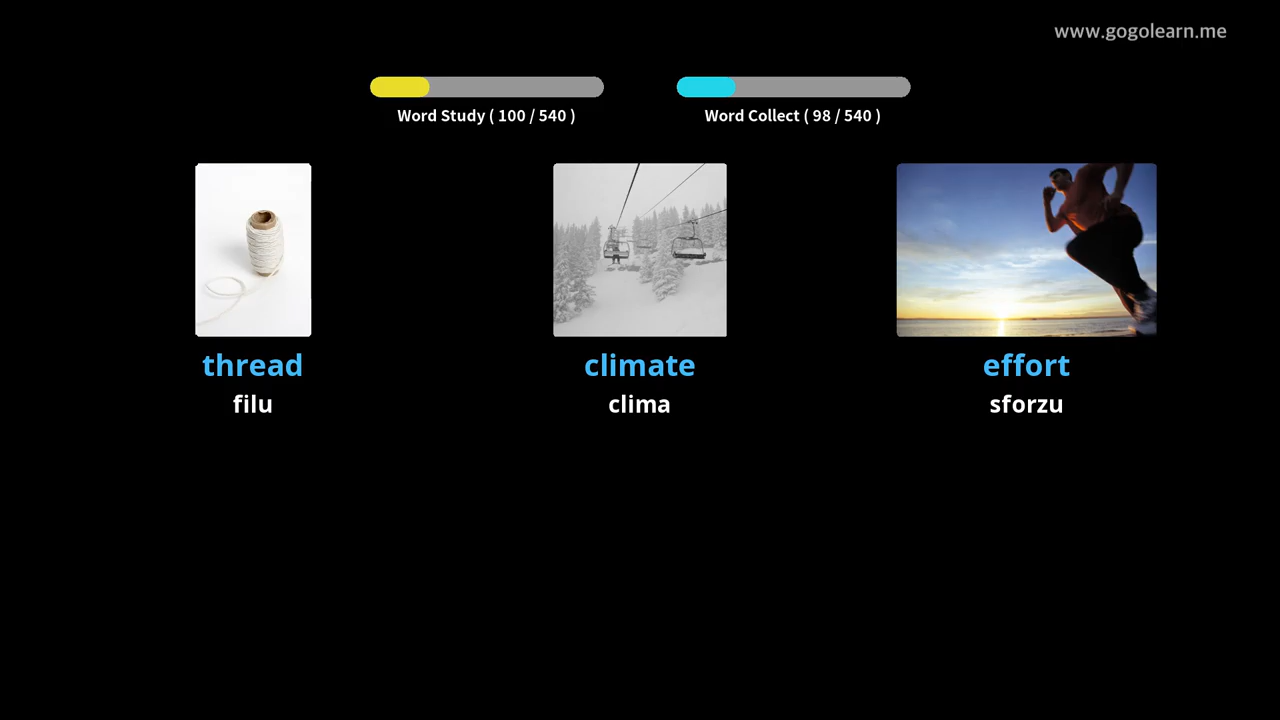 www.gogolearn.me
Word Study ( 100 / 540 )
Word Collect ( 98 / 540 )
thread
filu
climate
clima
effort
sforzu